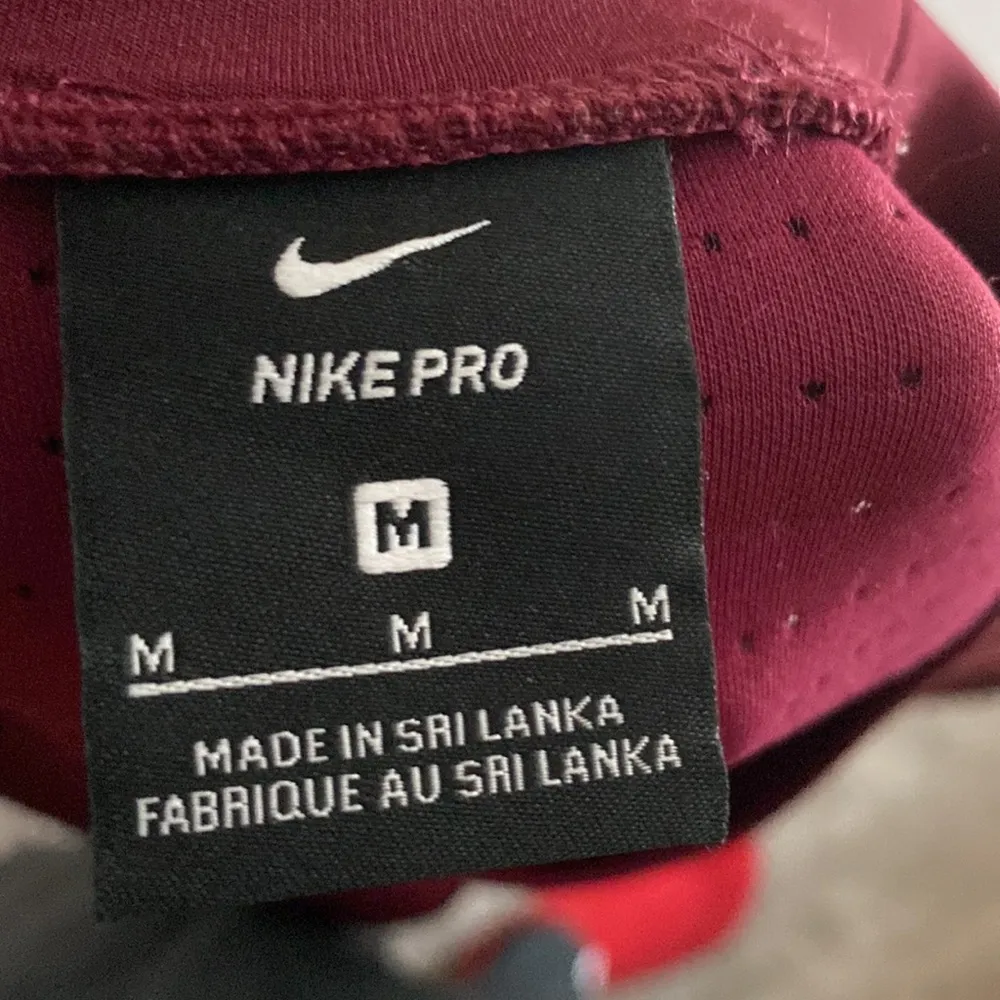 NIKE PRO
M
M M M
MADE IN SRI LANKA
FABRIQUE AU SRI LANKA